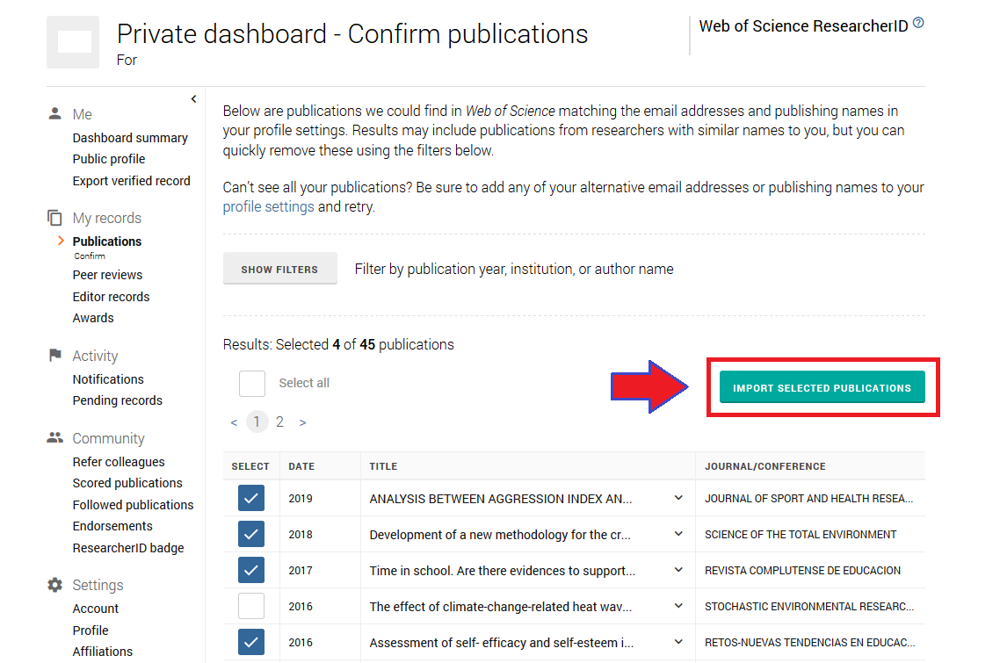 Private dashboard - Confirm publications
For
Web of Science ResearcherID ?
<
Me
Dashboard summary
Public profile
Export verified record
My records
> Publications
Confirm
Peer reviews
Editor records
Awards
Activity
Notifications
Pending records
Community
Refer colleagues
Scored publications
Followed publications
Endorsements
ResearcherID badge
Settings
Account
Profile
Affiliations
Below are publications we could find in Web of Science matching the email addresses and publishing names in
your profile settings. Results may include publications from researchers with similar names to you, but you can
quickly remove these using the filters below.
Can't see all your publications? Be sure to add any of your alternative email addresses or publishing names to your
profile settings and retry.
SHOW FILTERS Filter by publication year, institution, or author name
Results: Selected 4 of 45 publications
Select all
IMPORT SELECTED PUBLICATIONS
< 1 2 >
SELECT DATE TITLE JOURNAL/CONFERENCE
2019 ANALYSIS BETWEEN AGGRESSION INDEX AN... JOURNAL OF SPORT AND HEALTH RESEA...
2018 Development of a new methodology for the cr... SCIENCE OF THE TOTAL ENVIRONMENT
2017 Time in school. Are there evidences to support... REVISTA COMPLUTENSE DE EDUCACION
2016 The effect of climate-change-related heat wav... STOCHASTIC ENVIRONMENTAL RESEARC...
2016 Assessment of self- efficacy and self-esteem i... RETOS-NUEVAS TENDENCIAS EN EDUCAC...